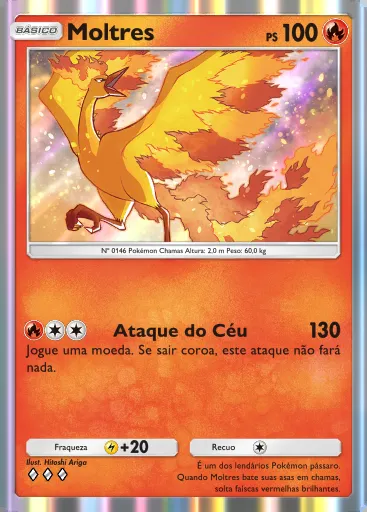 BÁSICO Moltres PS 100
Nº 0146 Pokémon Chamas Altura: 2,0 m Peso: 60,0 kg
Ataque do Céu 130
Jogue uma moeda. Se sair coroa, este ataque não fará
nada.
Fraqueza +20 Recuo
Ilust. Hitoshi Ariga
É um dos lendários Pokémon pássaro.
Quando Moltres bate suas asas em chamas,
solta faíscas vermelhas brilhantes.